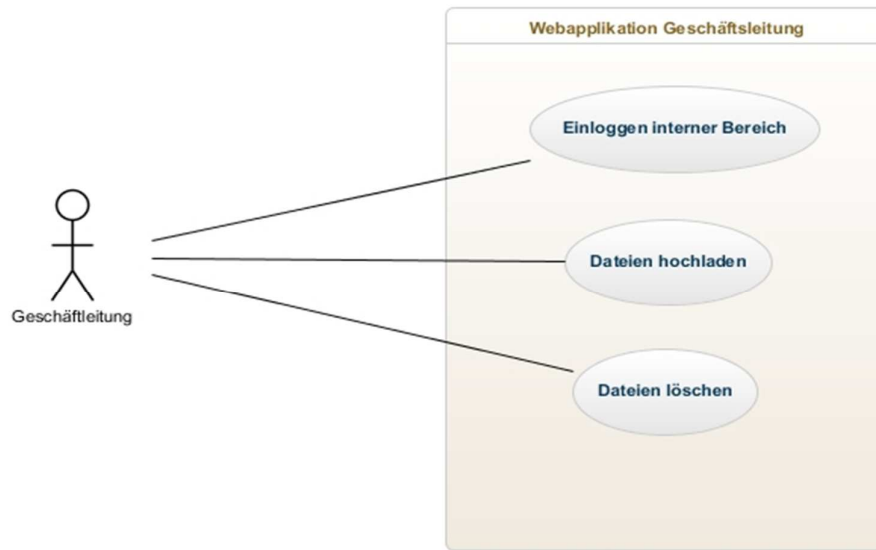 Webapplikation Geschäftsleitung
Einloggen interner Bereich
Dateien hochladen
Geschäftleitung
Dateien löschen